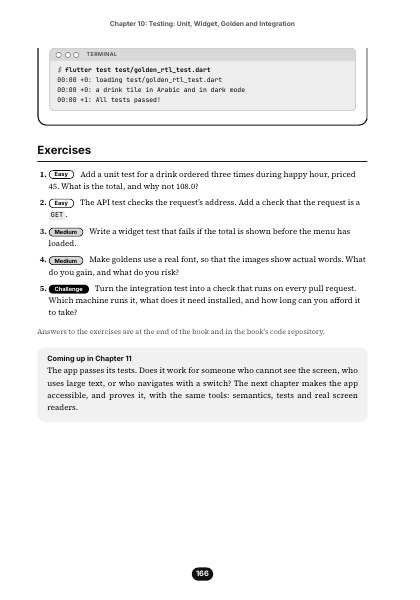 Chapter 10: Testing: Unit, Widget, Golden and Integration
TERMINAL
$ flutter test test/golden_rtl_test.dart
00:00 +0: loading test/golden_rtl_test.dart
00:00 +0: a drink tile in Arabic and in dark mode
00:00 +1: All tests passed!
Exercises
1. Easy Add a unit test for a drink ordered three times during happy hour, priced
45. What is the total, and why not 108.0?
2. Easy The API test checks the request's address. Add a check that the request is a
GET .
3. Medium Write a widget test that fails if the total is shown before the menu has
loaded.
4. Medium Make goldens use a real font, so that the images show actual words. What
do you gain, and what do you risk?
5. Challenge Turn the integration test into a check that runs on every pull request.
Which machine runs it, what does it need installed, and how long can you afford it
to take?
Answers to the exercises are at the end of the book and in the book's code repository.
Coming up in Chapter 11
The app passes its tests. Does it work for someone who cannot see the screen, who
uses large text, or who navigates with a switch? The next chapter makes the app
accessible, and proves it, with the same tools: semantics, tests and real screen
readers.
166